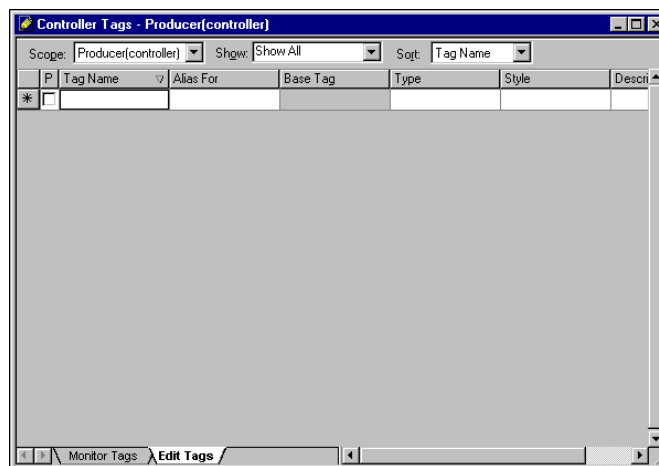 Controller Tags - Producer(controller)
Scope: Producer(controller) Show: Show All Sort: Tag Name
P Tag Name Alias For Base Tag Type Style Descri
Monitor Tags Edit Tags